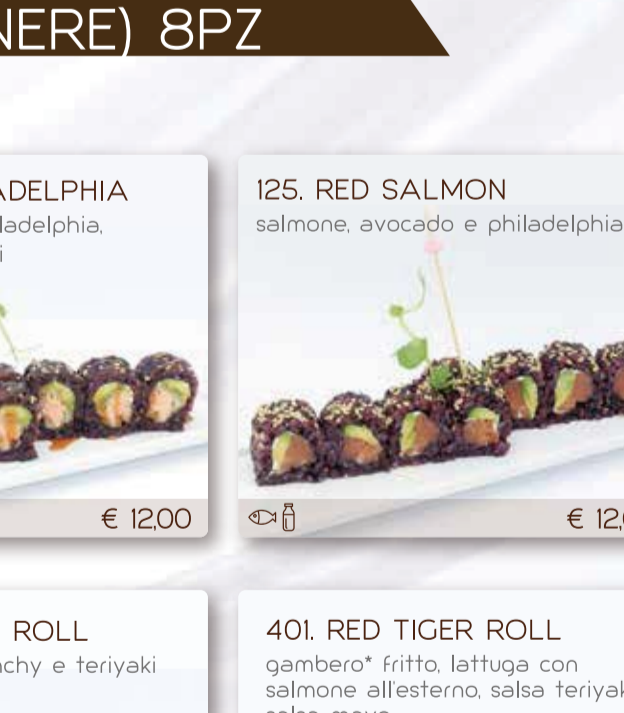 NERE) 8PZ
ADELPHIA
ladelphia,
i
€ 12,00
125. RED SALMON
salmone, avocado e philadelphia
€ 12,
ROLL
nchy e teriyaki
401. RED TIGER ROLL
gambero* fritto, lattuga con
salmone all'esterno, salsa teriyak